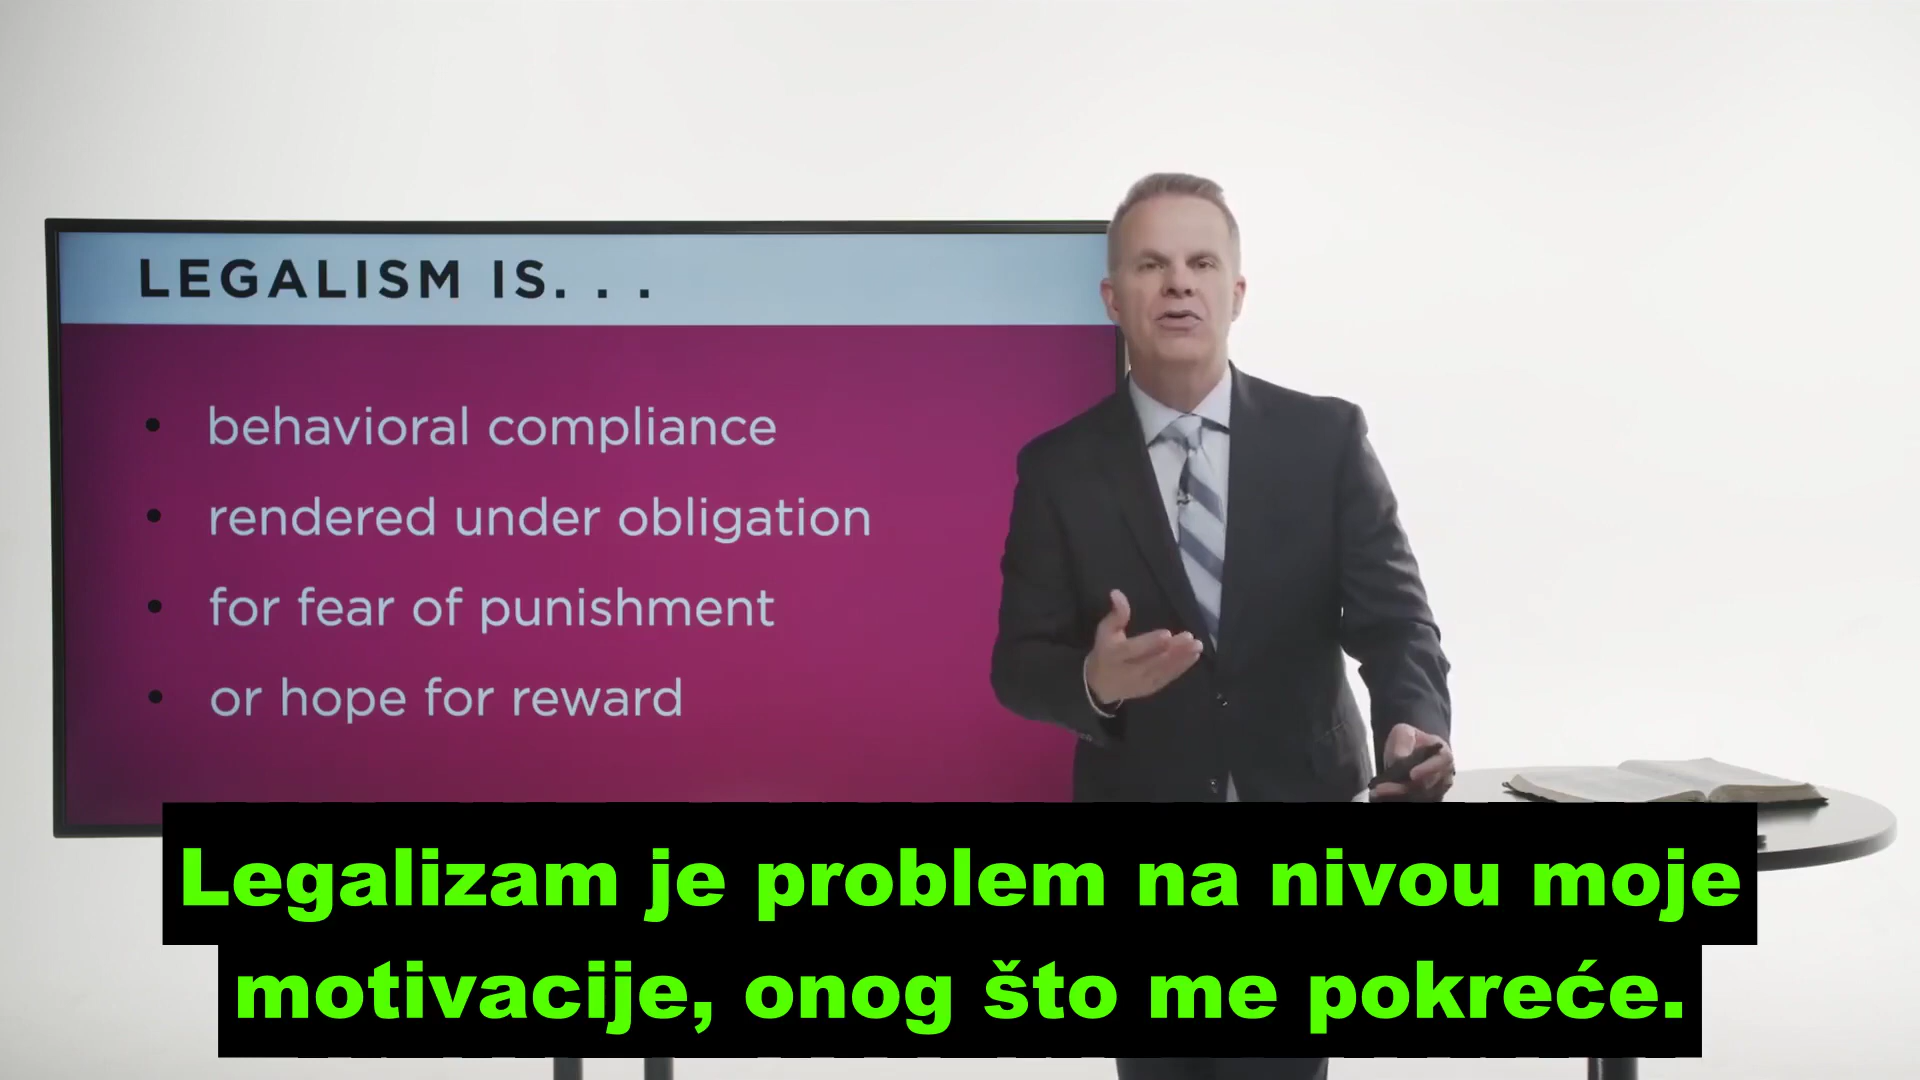 LEGALISM IS. . .
• behavioral compliance
• rendered under obligation
• for fear of punishment
• or hope for reward
Legalizam je problem na nivou moje
motivacije, onog što me pokreće.